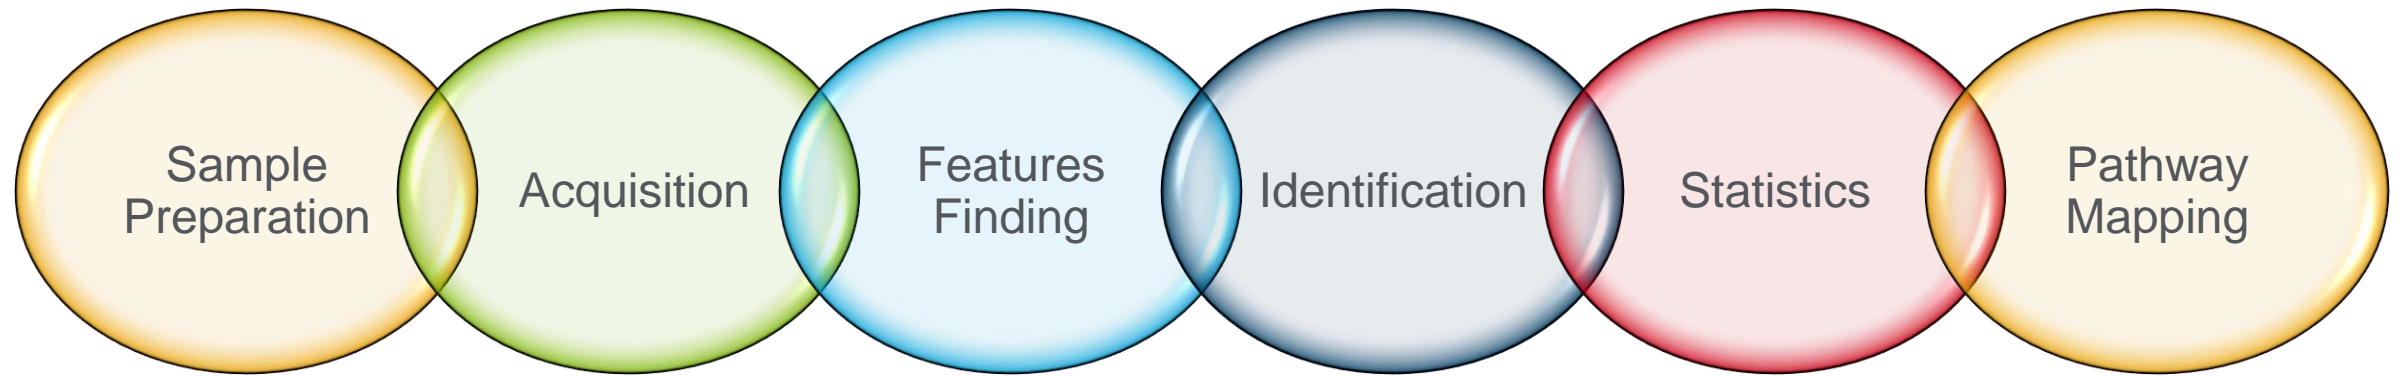 Sample
Preparation
Acquisition
Features
Finding
Identification
Statistics
Pathway
Mapping